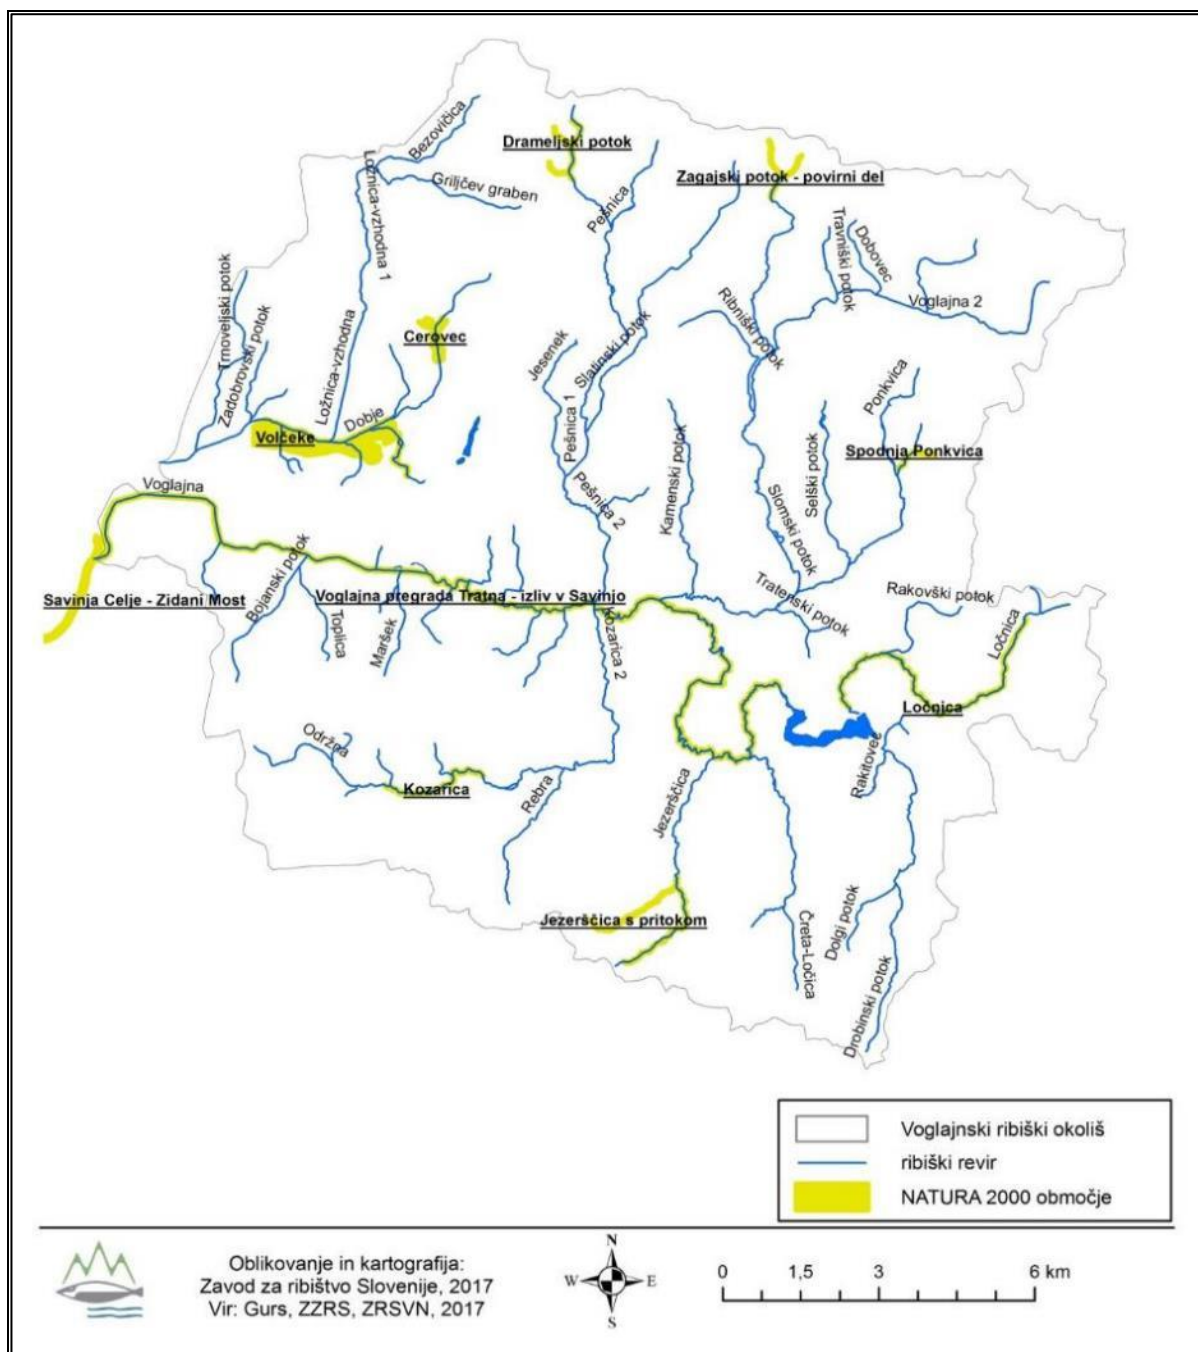 Bezovičica
Drameljski potok
Griljčev graben
Ložnica-vzhodna 1
Pešnica
Zagajski potok - povirni del
Travniški potok
Dobovec
Voglajna 2
Trnoveljski potok
Zadobrovski potok
Ložnica-vzhodna
Cerovec
Ribniški potok
Jesenek
Slatinski potok
Ponkvica
Dobje
Volčeke
Pešnica 1
Kamenski potok
Selški potok
Spodnja Ponkvica
Voglajna
Pešnica 2
Slomski potok
Savinja Celje - Zidani Most
Bojanski potok
Toplica
Maršek
Voglajna pregrada Tratna - izliv v Savinjo
Kozarica 2
Tratenski potok
Rakovški potok
Ločnica
Ločnica
Održna
Kozarica
Rebra
Jezerščica
Rakitovec
Jezerščica s pritokom
Čreta-Ločica
Dolgi potok
Drobinski potok
Voglajnski ribiški okoliš
ribiški revir
NATURA 2000 območje
Oblikovanje in kartografija:
Zavod za ribištvo Slovenije, 2017
Vir: Gurs, ZZRS, ZRSVN, 2017
N
W
E
S
0 1,5 3 6 km